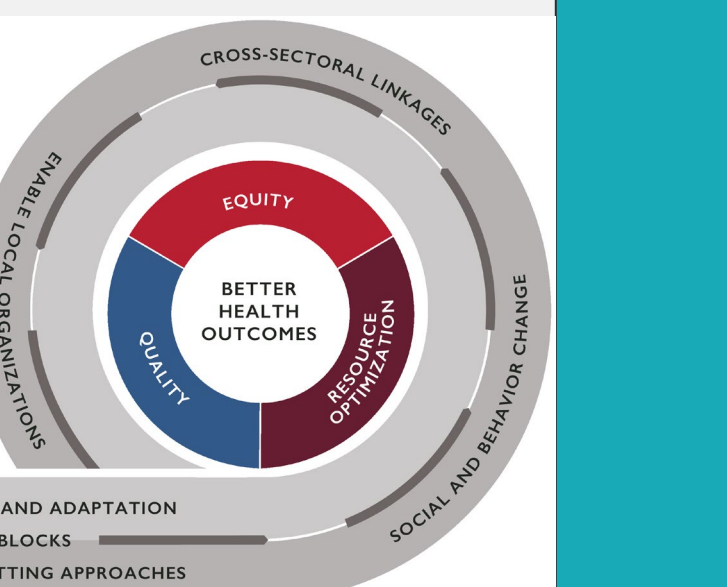 CROSS-SECTORAL LINKAGES
ENABLE LOCAL ORGANIZATIONS
EQUITY
BETTER
HEALTH
OUTCOMES
QUALITY
RESOURCE
OPTIMIZATION
SOCIAL AND BEHAVIOR CHANGE
AND ADAPTATION
BLOCKS
TTING APPROACHES